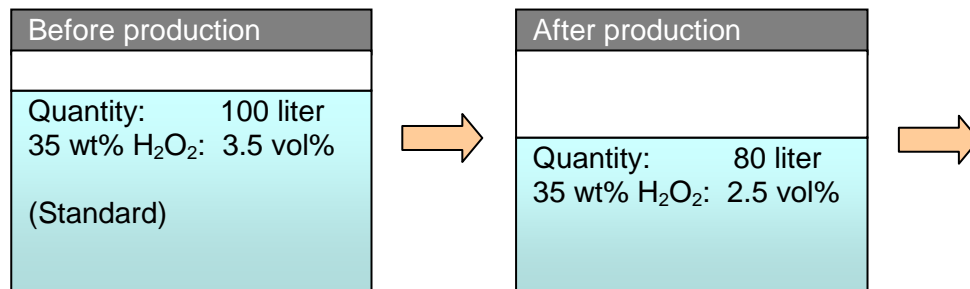 Before production
Quantity: 100 liter
35 wt% H₂O₂: 3.5 vol%
(Standard)
After production
Quantity: 80 liter
35 wt% H₂O₂: 2.5 vol%